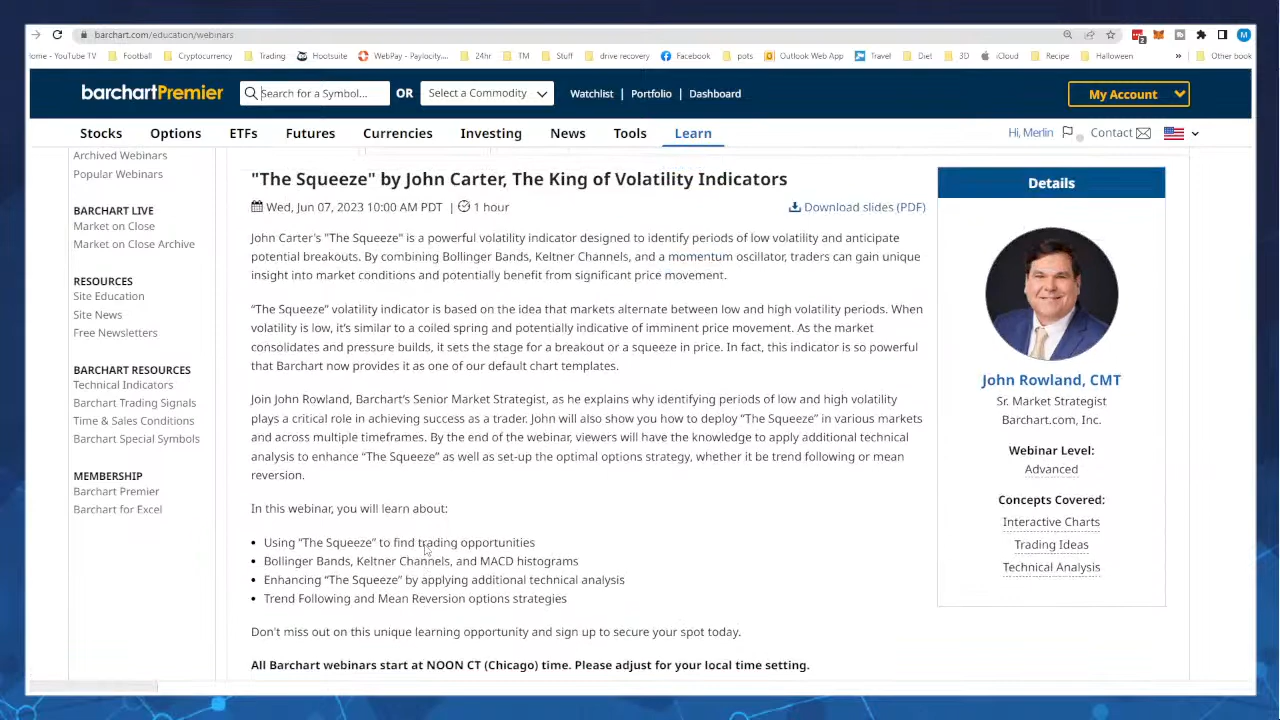 barchart.com/education/webinars
ome - YouTube TV Football Cryptocurrency Trading Hootsuite WebPay - Paylocity... 24hr TM Stuff drive recovery Facebook pots Outlook Web App Travel Diet 3D iCloud Recipe Halloween » Other book
barchartPremier Search for a Symbol... OR Select a Commodity Watchlist | Portfolio | Dashboard My Account
Stocks Options ETFs Futures Currencies Investing News Tools Learn Hi, Merlin Contact
Archived Webinars
Popular Webinars
BARCHART LIVE
Market on Close
Market on Close Archive
RESOURCES
Site Education
Site News
Free Newsletters
BARCHART RESOURCES
Technical Indicators
Barchart Trading Signals
Time & Sales Conditions
Barchart Special Symbols
MEMBERSHIP
Barchart Premier
Barchart for Excel
"The Squeeze" by John Carter, The King of Volatility Indicators
Wed, Jun 07, 2023 10:00 AM PDT | 1 hour Download slides (PDF)
John Carter's "The Squeeze" is a powerful volatility indicator designed to identify periods of low volatility and anticipate
potential breakouts. By combining Bollinger Bands, Keltner Channels, and a momentum oscillator, traders can gain unique
insight into market conditions and potentially benefit from significant price movement.
“The Squeeze” volatility indicator is based on the idea that markets alternate between low and high volatility periods. When
volatility is low, it’s similar to a coiled spring and potentially indicative of imminent price movement. As the market
consolidates and pressure builds, it sets the stage for a breakout or a squeeze in price. In fact, this indicator is so powerful
that Barchart now provides it as one of our default chart templates.
Join John Rowland, Barchart’s Senior Market Strategist, as he explains why identifying periods of low and high volatility
plays a critical role in achieving success as a trader. John will also show you how to deploy “The Squeeze” in various markets
and across multiple timeframes. By the end of the webinar, viewers will have the knowledge to apply additional technical
analysis to enhance “The Squeeze” as well as set-up the optimal options strategy, whether it be trend following or mean
reversion.
In this webinar, you will learn about:
• Using “The Squeeze” to find trading opportunities
• Bollinger Bands, Keltner Channels, and MACD histograms
• Enhancing “The Squeeze” by applying additional technical analysis
• Trend Following and Mean Reversion options strategies
Don't miss out on this unique learning opportunity and sign up to secure your spot today.
All Barchart webinars start at NOON CT (Chicago) time. Please adjust for your local time setting.
Details
John Rowland, CMT
Sr. Market Strategist
Barchart.com, Inc.
Webinar Level:
Advanced
Concepts Covered:
Interactive Charts
Trading Ideas
Technical Analysis